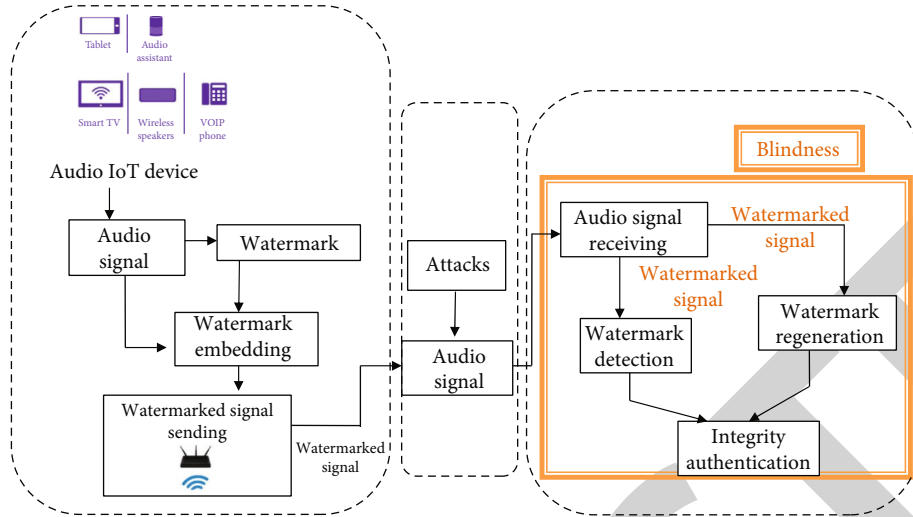 Tablet
Audio
assistant
Smart TV
Wireless
speakers
VOIP
phone
Audio IoT device
Audio
signal
Watermark
Watermark
embedding
Watermarked signal
sending
Watermarked
signal
Attacks
Audio
signal
Blindness
Audio signal
receiving
Watermarked
signal
Watermarked
signal
Watermark
detection
Watermark
regeneration
Integrity
authentication